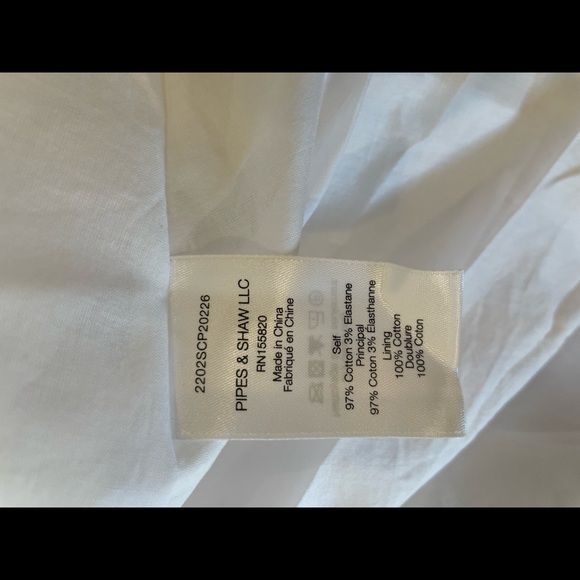 2202SCP20226
PIPES & SHAW LLC
RN155820
Made in China
Fabriqué en Chine
Self
97% Cotton 3% Elastane
Principal
97% Coton 3% Éasthanne
Lining
100% Cotton
Doublure
100% Coton